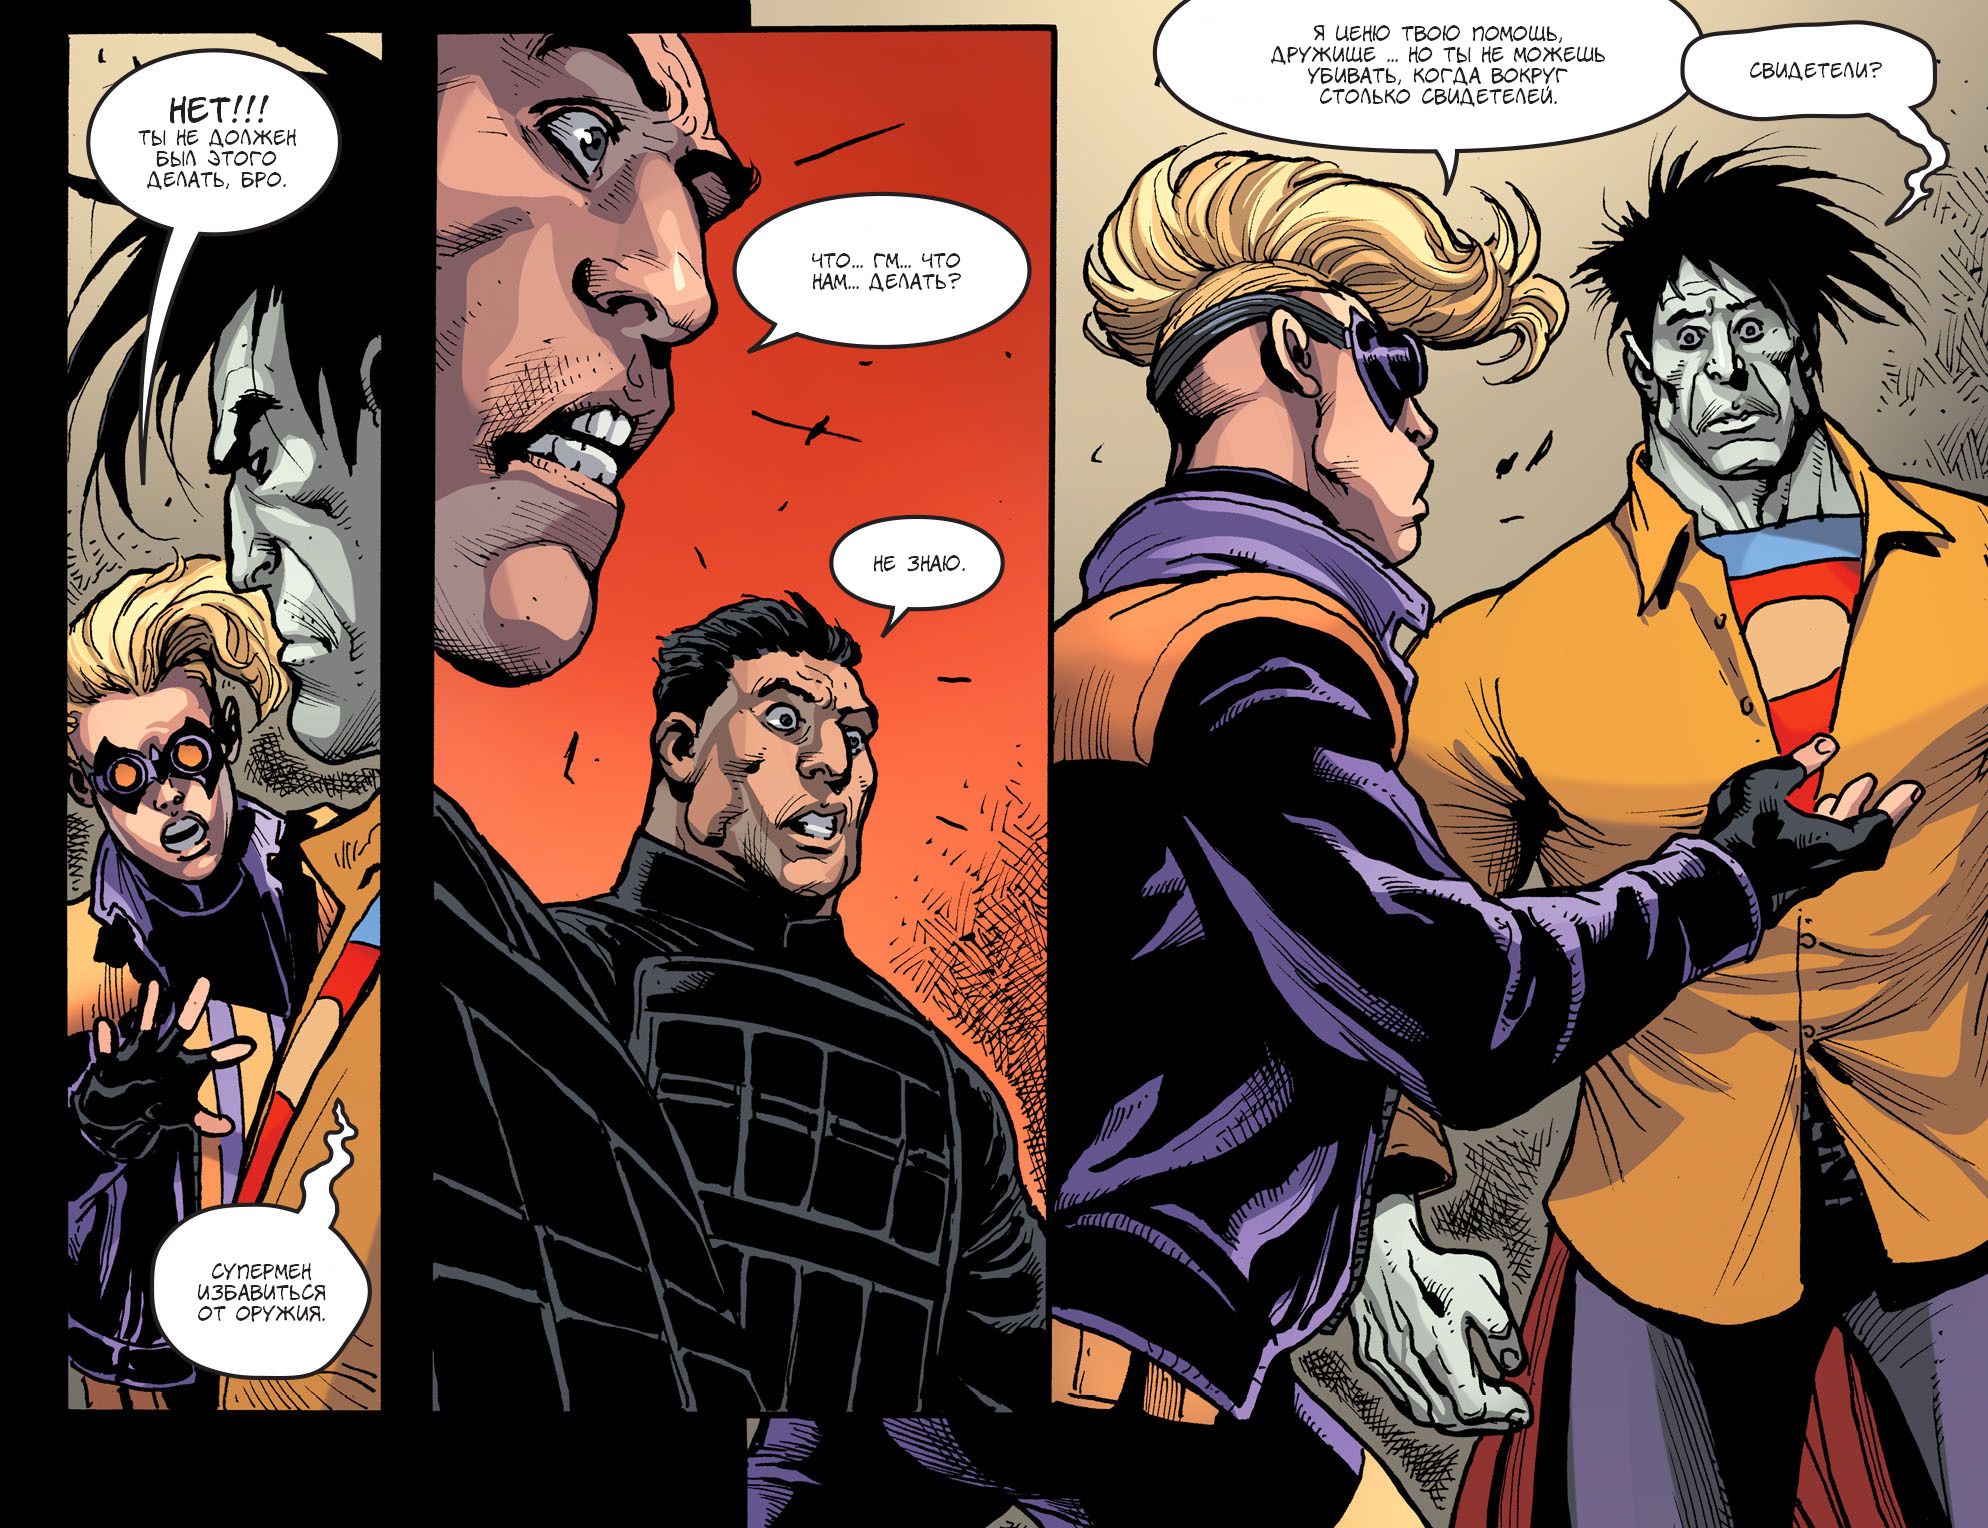 НЕТ!!!
ТЫ НЕ ДОЛЖЕН
БЫЛ ЭТОГО
ДЕЛАТЬ, БРО.
СУПЕРМЕН
ИЗБАВИТЬСЯ
ОТ ОРУЖИЯ.
ЧТО... ГМ... ЧТО
НАМ... ДЕЛАТЬ?
НЕ ЗНАЮ.
Я ЦЕНЮ ТВОЮ ПОМОЩЬ,
ДРУЖИЩЕ ... НО ТЫ НЕ МОЖЕШЬ
УБИВАТЬ, КОГДА ВОКРУГ
СТОЛЬКО СВИДЕТЕЛЕЙ.
СВИДЕТЕЛИ?